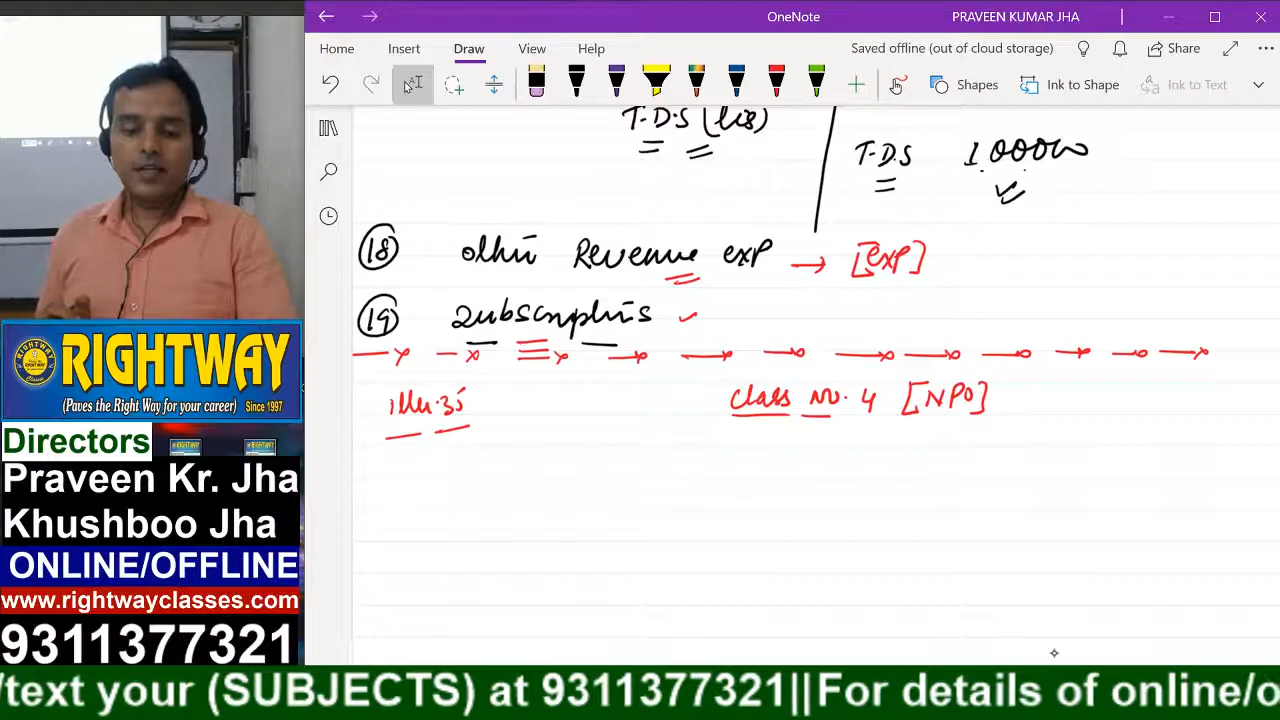 OneNote
PRAVEEN KUMAR JHA
Home Insert Draw View Help
Saved offline (out of cloud storage)
Share
Shapes
Ink to Shape
Ink to Text
T.D.S (lis)
T.D.S 10000
18 other Revenue exp → [exp]
19 Subscriptions
illu. 35
Class No. 4 [NPO]
RIGHTWAY
(Paves the Right Way for your career) Since 1997
Directors
Praveen Kr. Jha
Khushboo Jha
ONLINE/OFFLINE
www.rightwayclasses.com
9311377321
/text your (SUBJECTS) at 9311377321||For details of online/o